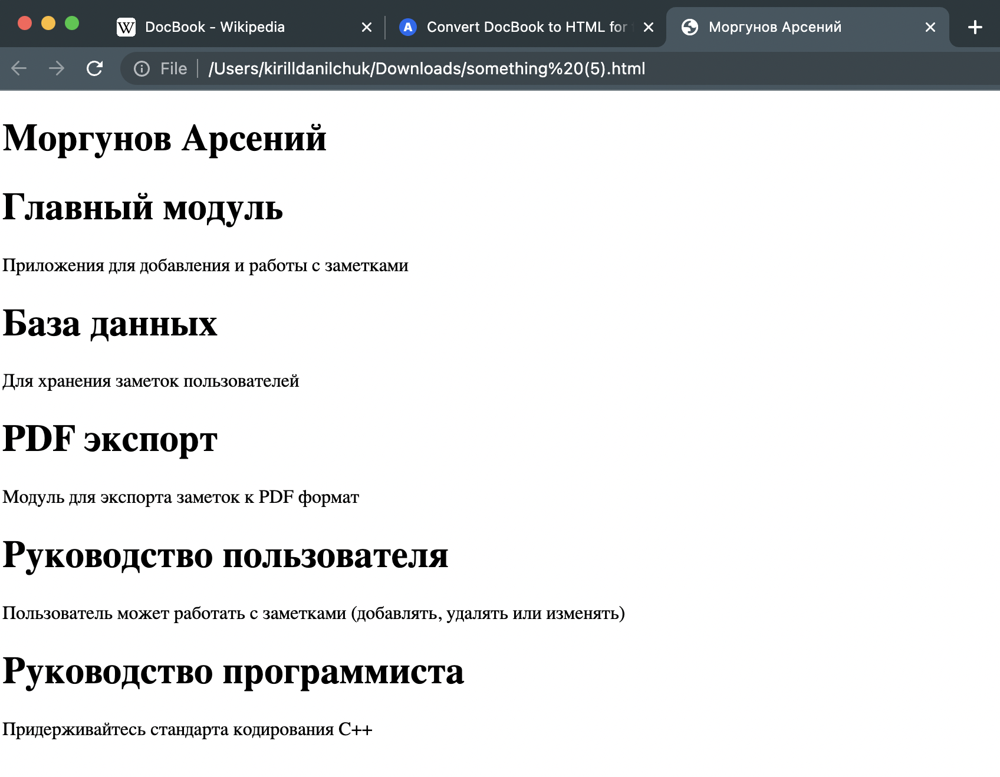 DocBook - Wikipedia
Convert DocBook to HTML for
Моргунов Арсений
File /Users/kirilldanilchuk/Downloads/something%20(5).html
Моргунов Арсений
Главный модуль
Приложения для добавления и работы с заметками
База данных
Для хранения заметок пользователей
PDF экспорт
Модуль для экспорта заметок к PDF формат
Руководство пользователя
Пользователь может работать с заметками (добавлять, удалять или изменять)
Руководство программиста
Придерживайтесь стандарта кодирования C++